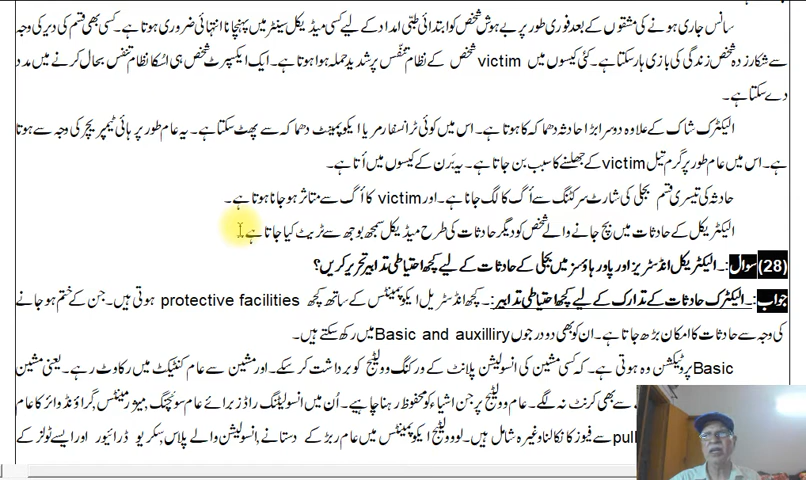 سانس جاری ہونے کی مشقوں کے بعد فوری طور پر بے ہوش شخص کو ابتدائی طبی امداد کے لیے کسی میڈیکل سینٹر میں پہنچانا انتہائی ضروری ہوتا ہے۔ کسی بھی قسم کی دیر کی وجہ
سے شکار زدہ شخص زندگی کی بازی ہار سکتا ہے۔ کئی کیسوں میں victim شخص کے نظام تنفّس پر شدید حملہ ہوا ہوتا ہے۔ ایک ایکسپرٹ شخص ہی اسکا نظام تنفس بحال کرنے میں مدد
دے سکتا ہے۔
الیکٹرک شاک کے علاوہ دوسرا بڑا حادثہ دھماکہ کا ہوتا ہے۔ اس میں کوئی ٹرانسفارمر یا ایکوپمینٹ دھماکہ سے پھٹ سکتا ہے۔ یہ عام طور پر ہائی ٹیمپریچر کی وجہ سے ہوتا
ہے۔ اس میں عام طور پر گرم تیل victim کے جھلسنے کا سبب بن جاتا ہے۔ یہ ہَرن کے کیسوں میں اٰتا ہے۔
حادثہ کی تیسری قسم بجلی کی شارٹ سرکٹنگ سے اٰگ کا لگ جانا ہے۔ اور victim کا اٰگ سے متاثر ہو جانا ہوتا ہے۔
الیکٹریکل کے حادثات میں بچ جانے والے شخص کو دیگر حادثات کی طرح میڈیکل سمجھ بوجھ سے ٹریٹ کیا جاتا ہے۔
(28) سوال :۔ الیکٹریکل انڈسٹریز اور پاور ہاؤسز میں بجلی کے حادثات کے لیے کچھ احتیاطی تدابیر تحریر کریں؟
جواب :۔ الیکٹرک حادثات کے تدارک کے لیے کچھ احتیاطی تدابیر :۔ کچھ انڈسٹریل ایکوپمینٹس کے ساتھ کچھ protective facilities ہوتی ہیں۔ جن کے ختم ہو جانے
کی وجہ سے حادثات کا امکان بڑھ جاتا ہے۔ ان کو بھی دو درجوں Basic and auxilliry میں رکھ سکتے ہیں۔
Basic پروٹیکشن وہ ہوتی ہے۔ کہ کسی مشین کی انسولیشن پلانٹ کے ورکنگ وولٹیج کو برداشت کر سکے۔ اور مشین سے عام کنٹیکٹ میں رکاوٹ رہے۔ یعنی مشین
سے بھی کرنٹ نہ لگے۔ عام وولٹیج پر جن اشیاء کو محفوظ رہنا چاہیے۔ اُن میں انسولیٹنگ راڈز برائے عام سوئچنگ، میئورمینٹس، گراؤنڈ وائر کا عام
pull سے فیوز کا نکالنا وغیرہ شامل ہیں۔ لو وولٹیج ایکوپمینٹس میں عام ربڑ کے دستانے، انسولیشن والے پلاس، سکریو ڈرائیور اور ایسے ٹولز کے